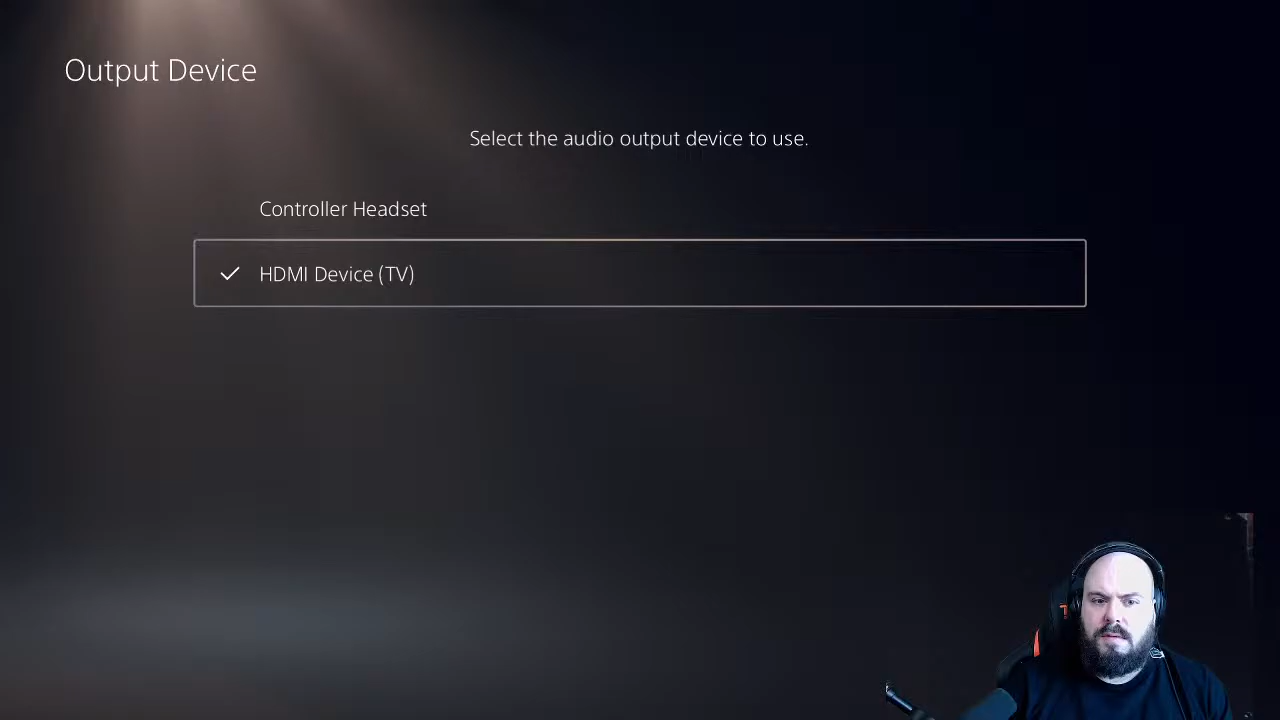 Output Device
Select the audio output device to use.
Controller Headset
HDMI Device (TV)